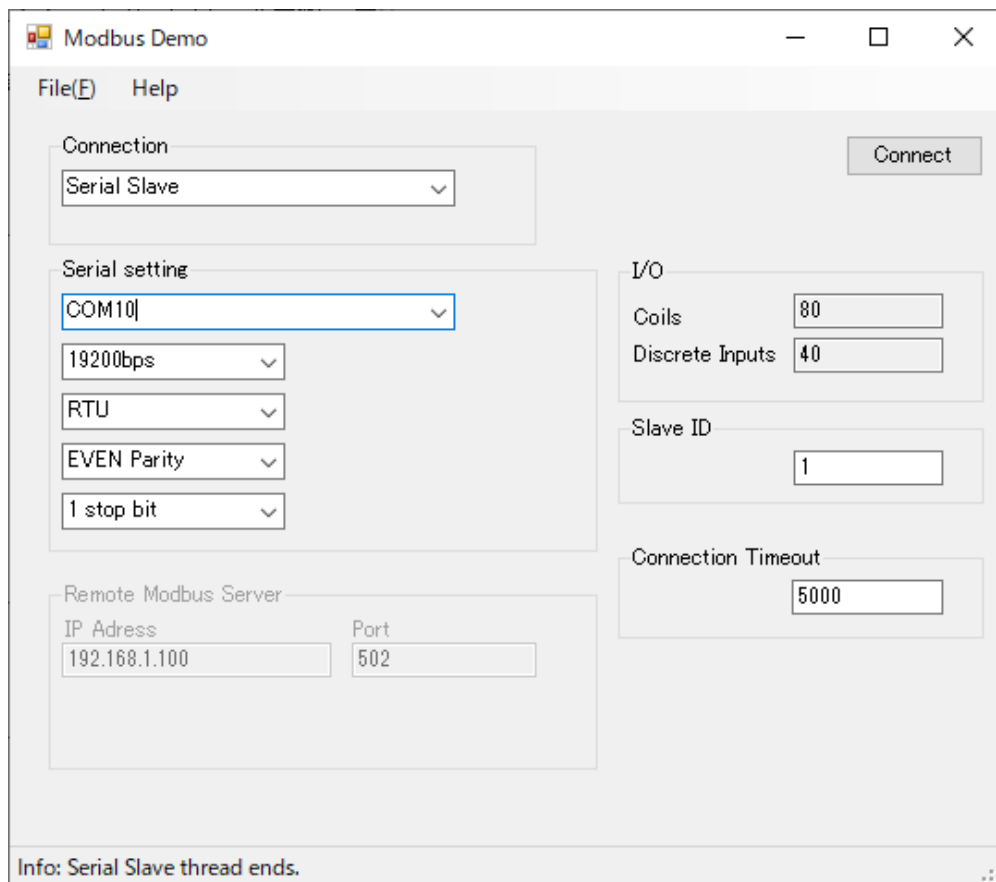 Modbus Demo
File(F) Help
Connection
Serial Slave
Connect
Serial setting
COM10
19200bps
RTU
EVEN Parity
1 stop bit
I/O
Coils 80
Discrete Inputs 40
Slave ID
1
Connection Timeout
5000
Remote Modbus Server
IP Adress Port
192.168.1.100 502
Info: Serial Slave thread ends.